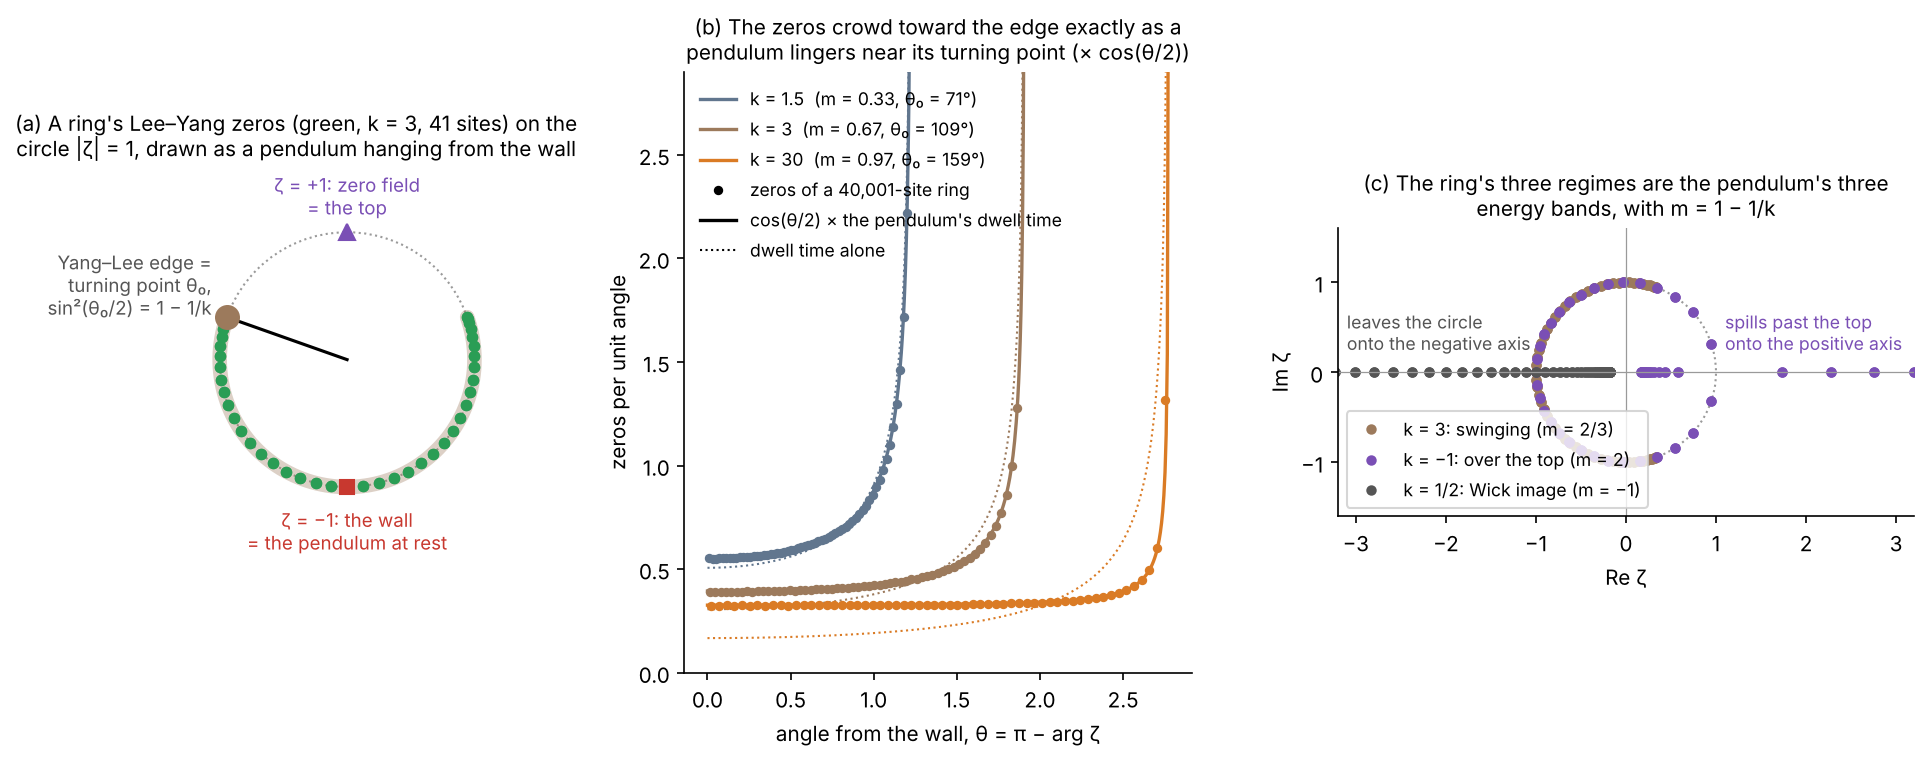 (a) A ring's Lee–Yang zeros (green, k = 3, 41 sites) on the
circle |ζ| = 1, drawn as a pendulum hanging from the wall
ζ = +1: zero field
= the top
Yang–Lee edge =
turning point θₒ,
sin²(θₒ/2) = 1 − 1/k
ζ = −1: the wall
= the pendulum at rest
(b) The zeros crowd toward the edge exactly as a
pendulum lingers near its turning point (× cos(θ/2))
k = 1.5 (m = 0.33, θₒ = 71°)
k = 3 (m = 0.67, θₒ = 109°)
k = 30 (m = 0.97, θₒ = 159°)
zeros of a 40,001-site ring
cos(θ/2) × the pendulum's dwell time
dwell time alone
zeros per unit angle
2.5
2.0
1.5
1.0
0.5
0.0
0.0 0.5 1.0 1.5 2.0 2.5
angle from the wall, θ = π − arg ζ
(c) The ring's three regimes are the pendulum's three
energy bands, with m = 1 − 1/k
leaves the circle
onto the negative axis
spills past the top
onto the positive axis
Im ζ
1
0
−1
k = 3: swinging (m = 2/3)
k = −1: over the top (m = 2)
k = 1/2: Wick image (m = −1)
−3 −2 −1 0 1 2 3
Re ζ